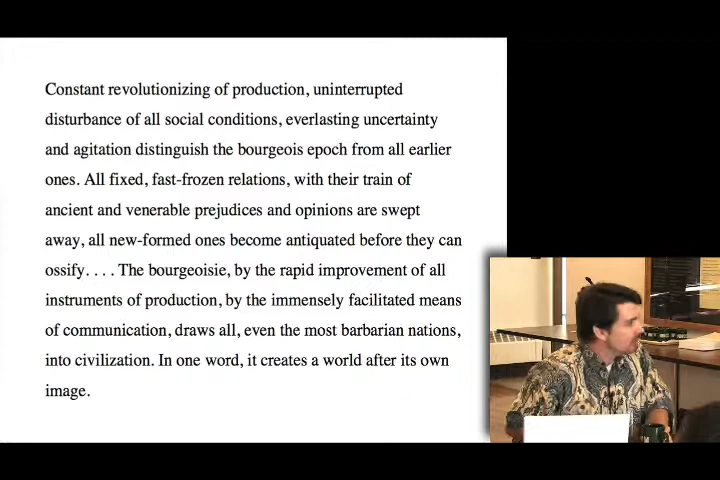 Constant revolutionizing of production, uninterrupted
disturbance of all social conditions, everlasting uncertainty
and agitation distinguish the bourgeois epoch from all earlier
ones. All fixed, fast-frozen relations, with their train of
ancient and venerable prejudices and opinions are swept
away, all new-formed ones become antiquated before they can
ossify. . . . The bourgeoisie, by the rapid improvement of all
instruments of production, by the immensely facilitated means
of communication, draws all, even the most barbarian nations,
into civilization. In one word, it creates a world after its own
image.